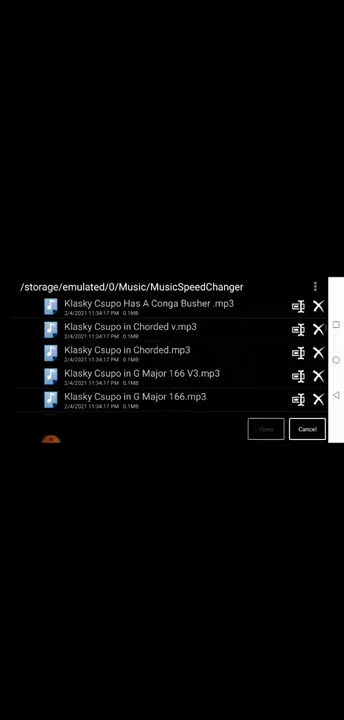 /storage/emulated/0/Music/MusicSpeedChanger
Klasky Csupo Has A Conga Busher .mp3
2/4/2021 11:34:17 PM 0.1MB
Klasky Csupo in Chorded v.mp3
2/4/2021 11:34:17 PM 0.1MB
Klasky Csupo in Chorded.mp3
2/4/2021 11:34:17 PM 0.1MB
Klasky Csupo in G Major 166 V3.mp3
2/4/2021 11:34:17 PM 0.1MB
Klasky Csupo in G Major 166.mp3
2/4/2021 11:34:17 PM 0.1MB
Open Cancel